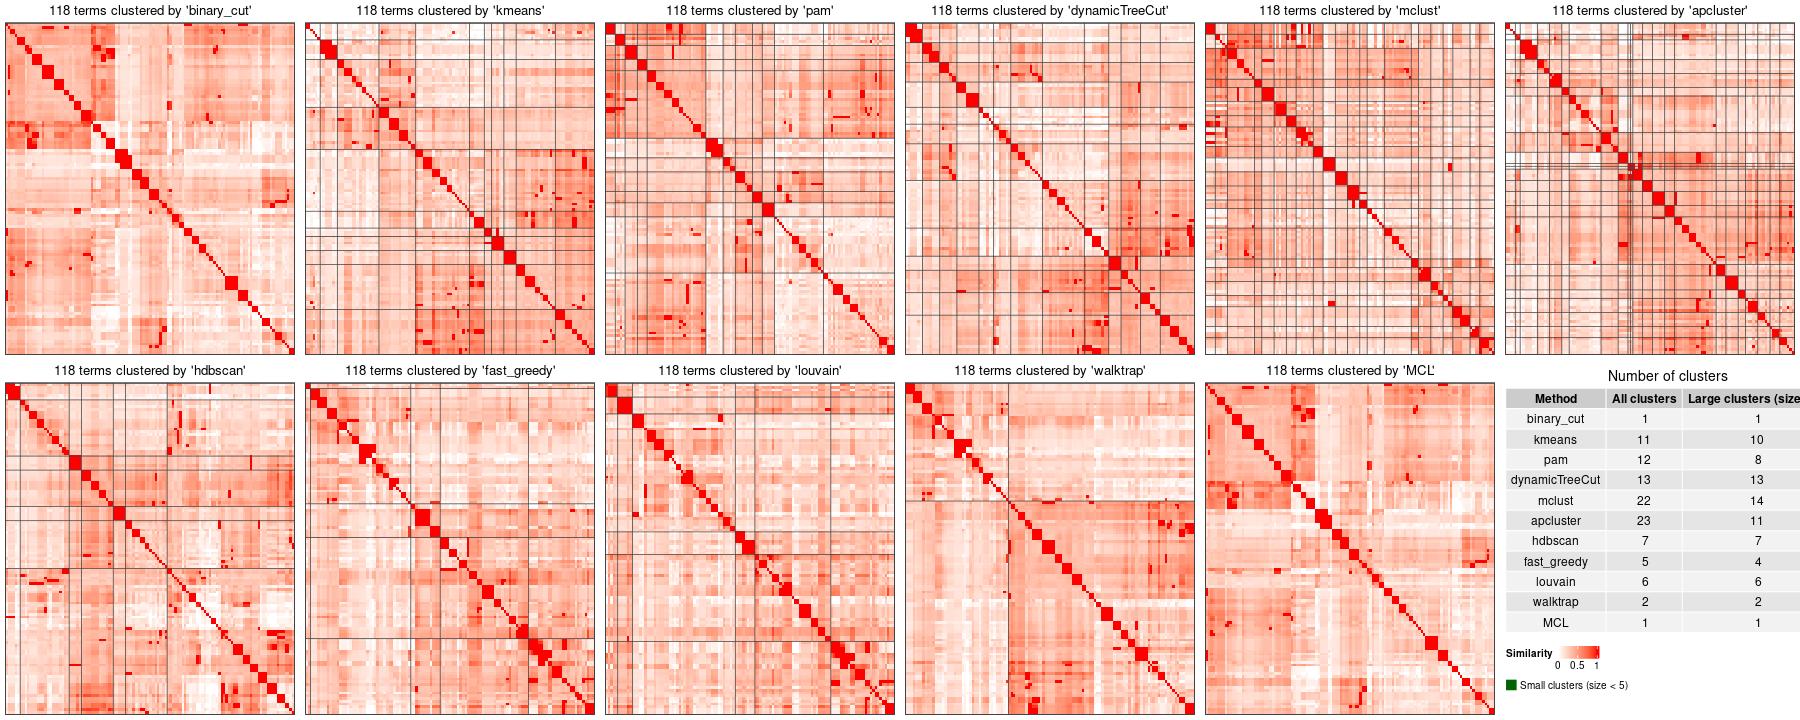 118 terms clustered by 'binary_cut'
118 terms clustered by 'kmeans'
118 terms clustered by 'pam'
118 terms clustered by 'dynamicTreeCut'
118 terms clustered by 'mclust'
118 terms clustered by 'apcluster'
118 terms clustered by 'hdbscan'
118 terms clustered by 'fast_greedy'
118 terms clustered by 'louvain'
118 terms clustered by 'walktrap'
118 terms clustered by 'MCL'
Number of clusters
Method All clusters Large clusters (size
binary_cut 1 1
kmeans 11 10
pam 12 8
dynamicTreeCut 13 13
mclust 22 14
apcluster 23 11
hdbscan 7 7
fast_greedy 5 4
louvain 6 6
walktrap 2 2
MCL 1 1
Similarity
0 0.5 1
Small clusters (size < 5)